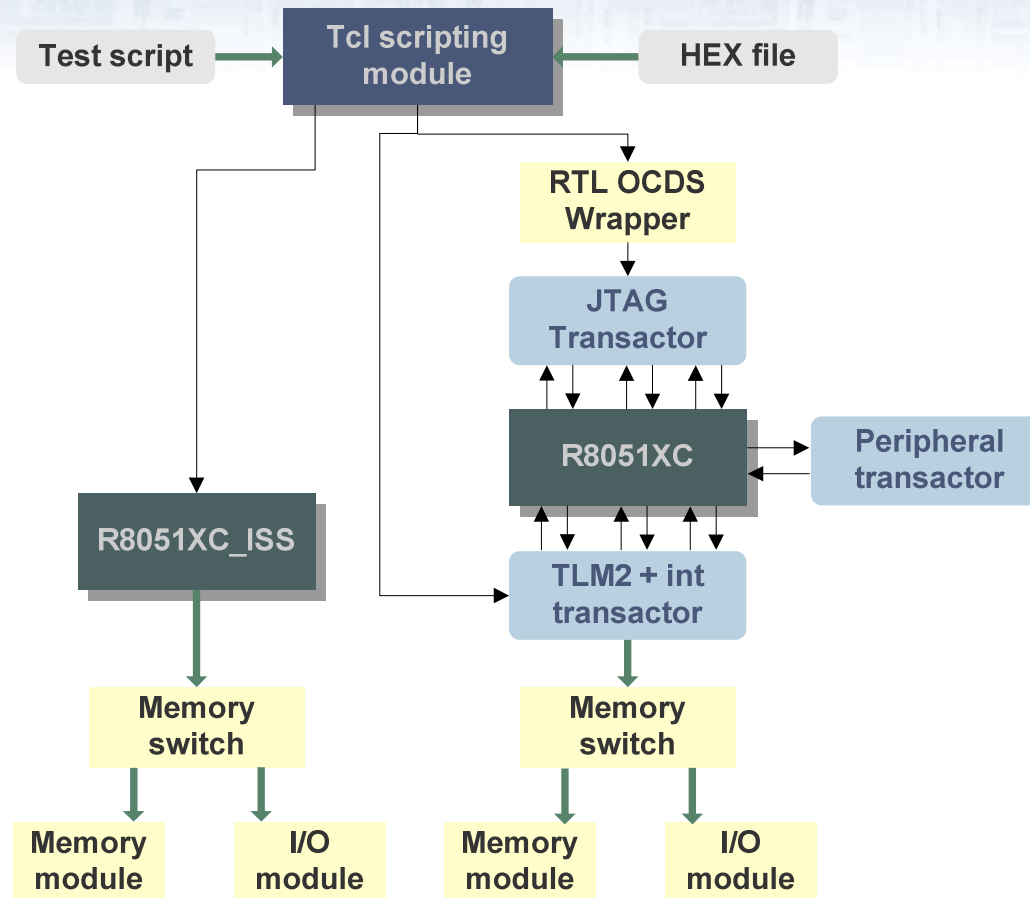 Test script
Tcl scripting
module
HEX file
RTL OCDS
Wrapper
JTAG
Transactor
R8051XC
Peripheral
transactor
R8051XC_ISS
TLM2 + int
transactor
Memory
switch
Memory
switch
Memory
module
I/O
module
Memory
module
I/O
module